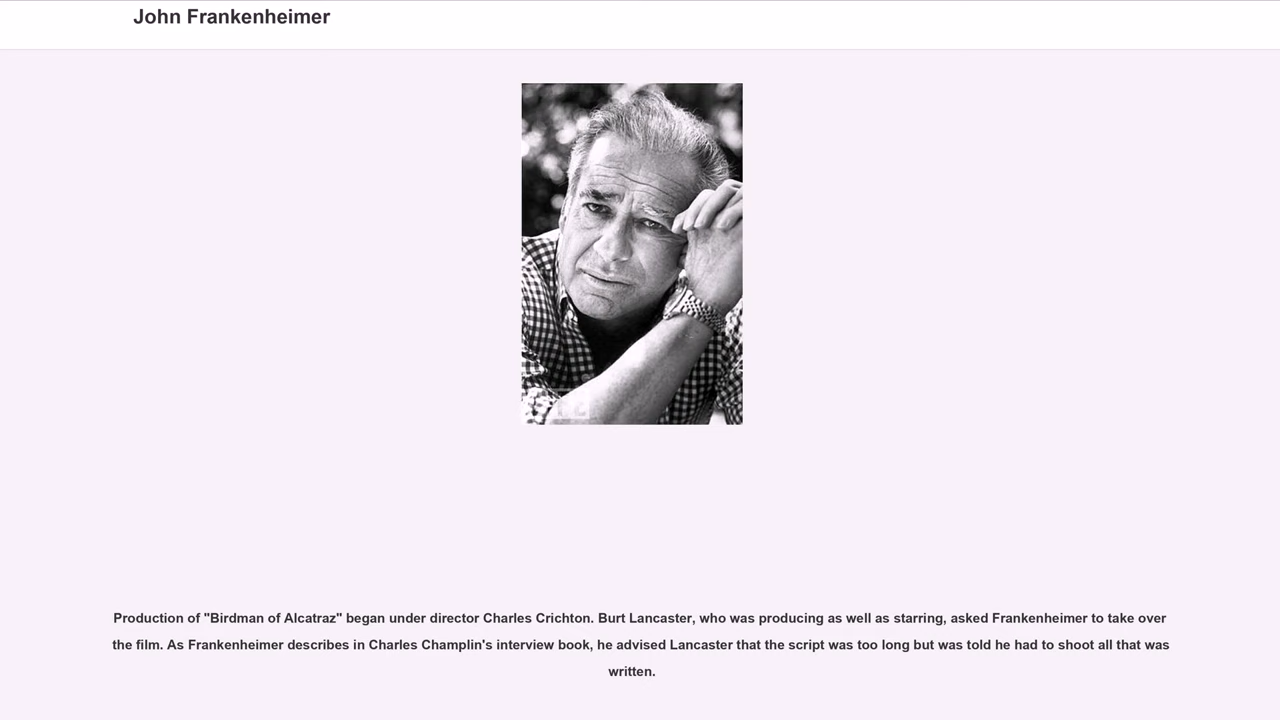 John Frankenheimer
Production of "Birdman of Alcatraz" began under director Charles Crichton. Burt Lancaster, who was producing as well as starring, asked Frankenheimer to take over
the film. As Frankenheimer describes in Charles Champlin's interview book, he advised Lancaster that the script was too long but was told he had to shoot all that was
written.